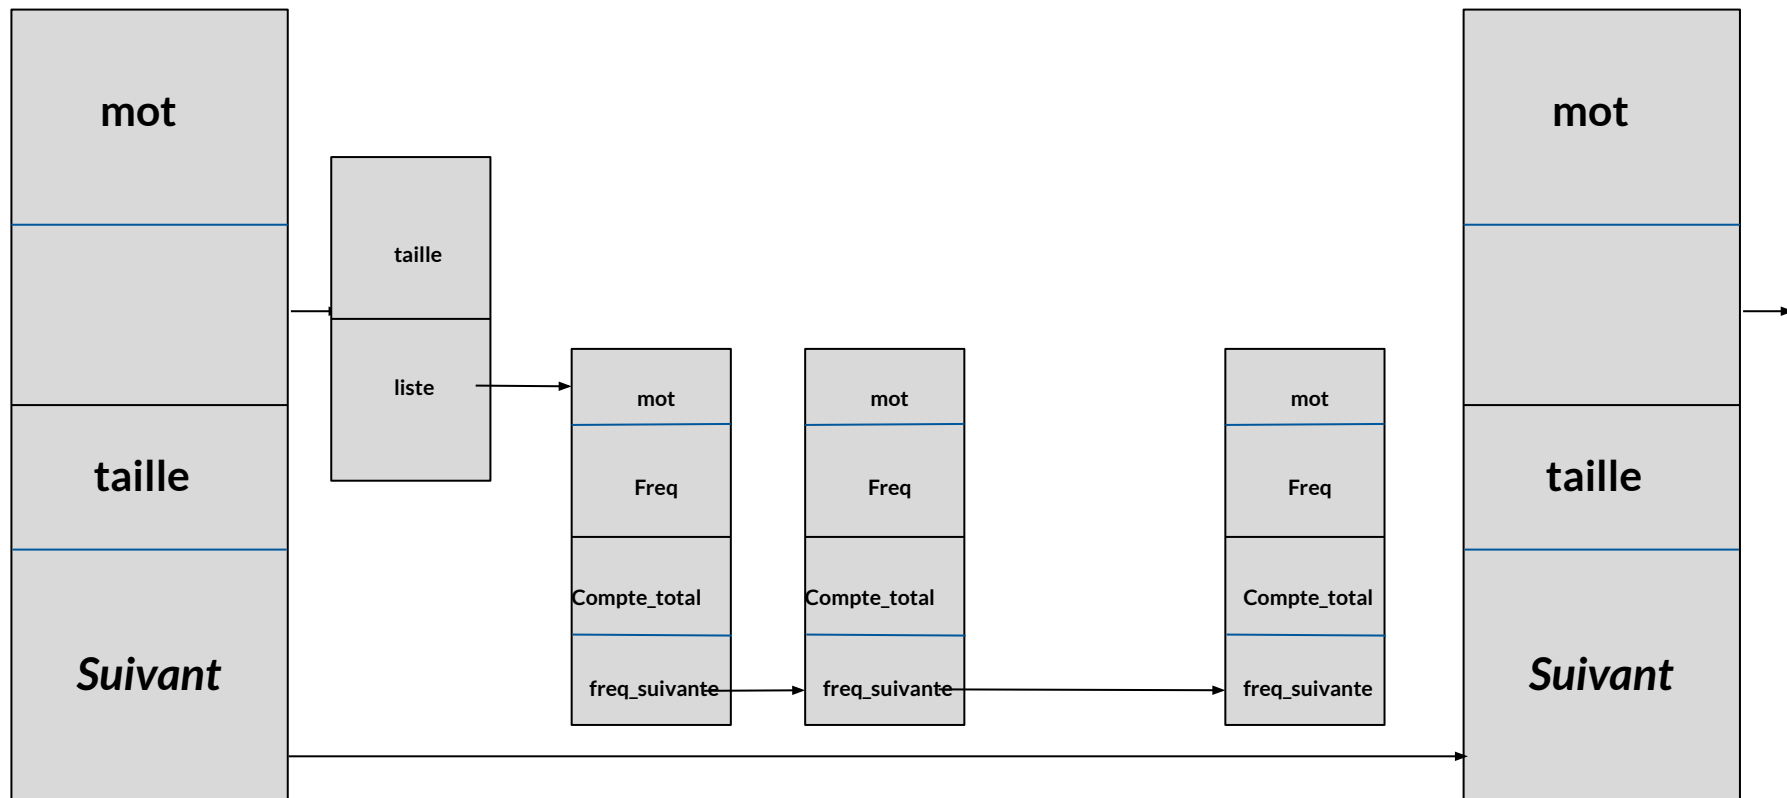 mot
taille
Suivant
taille
liste
mot
Freq
Compte_total
freq_suivante
mot
Freq
Compte_total
freq_suivante
mot
Freq
Compte_total
freq_suivante
mot
taille
Suivant